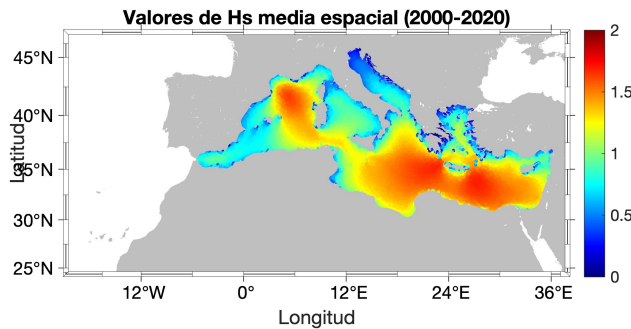 Valores de Hs media espacial (2000-2020)
45°N
40°N
35°N
30°N
25°N
Latitud
12°W
0°
12°E
24°E
36°E
Longitud
2
1.5
1
0.5
0